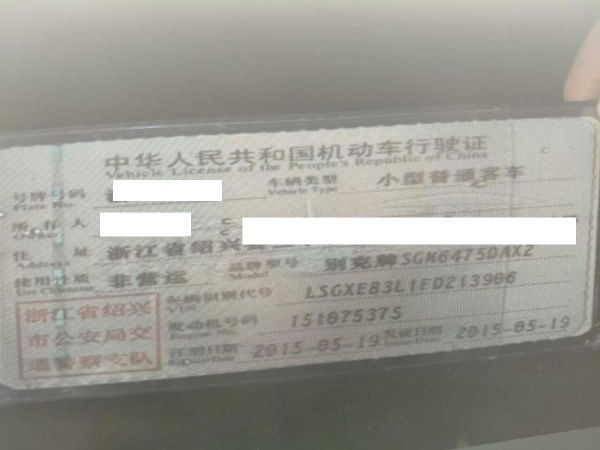 中华人民共和国机动车行驶证
Vehicle License of the People's Republic of China
号牌号码
Plate No.
车辆类型
Vehicle Type
小型普通客车
所有人
Owner
住址
Address
浙江省绍兴
使用性质
Use Character
非营运
品牌型号
Model
别克牌SGM6475DAX2
车辆识别代号
VIN
LSGXE83L1FD213906
发动机号码
Engine No.
151075375
注册日期
Register Date
2015-05-19
发证日期
Issue Date
2015-05-19
浙江省绍兴
市公安局交
通警察支队